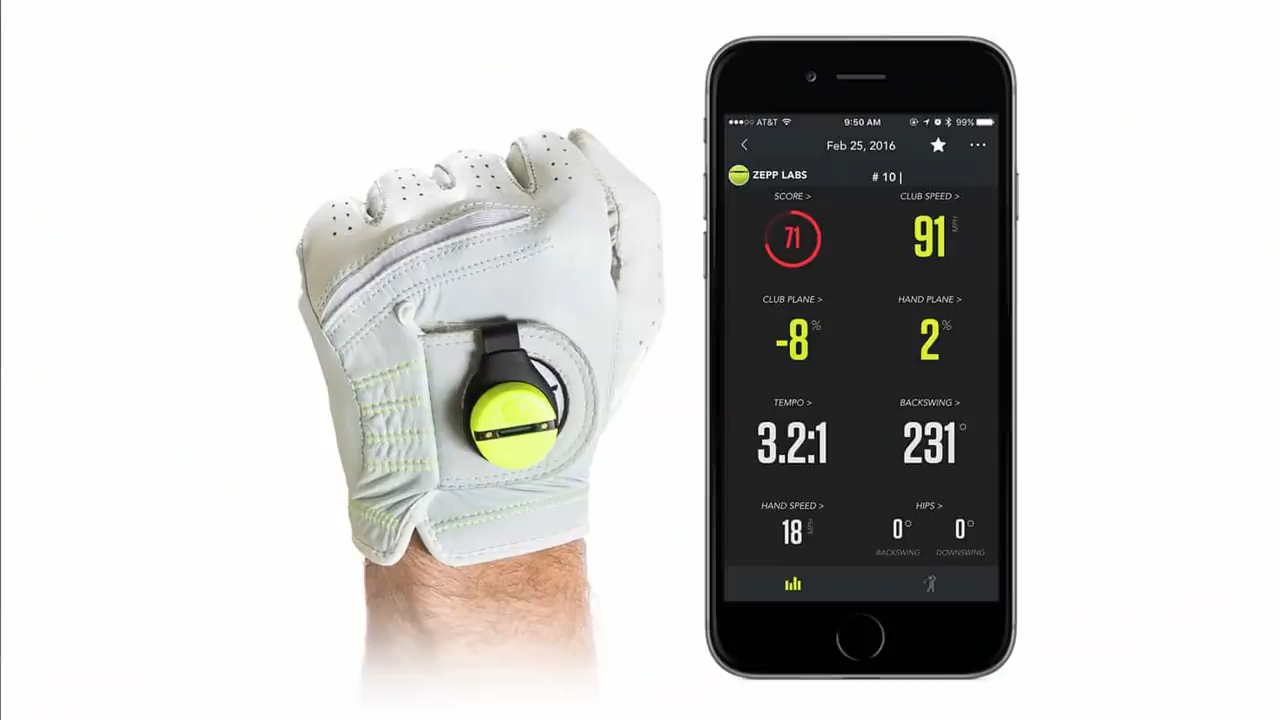 ●●●○○ AT&T 9:50 AM 99%
Feb 25, 2016
ZEPP LABS # 10 |
SCORE > CLUB SPEED >
71 91 MPH
CLUB PLANE > HAND PLANE >
-8% 2%
TEMPO > BACKSWING >
3.2:1 231°
HAND SPEED > HIPS >
18 MPH 0° 0°
BACKSWING DOWNSWING